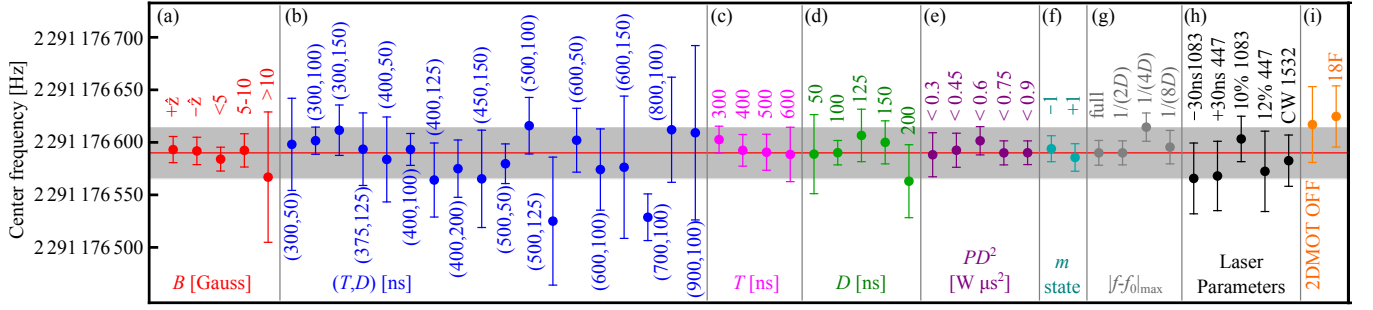 Center frequency [Hz]
2 291 176 700
2 291 176 650
2 291 176 600
2 291 176 550
2 291 176 500
(a)
+ẑ
−ẑ
<5
5-10
> 10
B [Gauss]
(b)
(300,50)
(300,100)
(300,150)
(375,125)
(400,50)
(400,100)
(400,125)
(400,200)
(450,150)
(500,50)
(500,100)
(500,125)
(600,50)
(600,100)
(600,150)
(700,100)
(800,100)
(900,100)
(T,D) [ns]
(c)
300
400
500
600
T [ns]
(d)
50
100
125
150
200
D [ns]
(e)
< 0.3
< 0.45
< 0.6
< 0.75
< 0.9
PD²
[W μs²]
(f)
−1
+1
m
state
(g)
full
1/(2D)
1/(4D)
1/(8D)
|f-f₀|max
(h)
−30ns1083
+30ns 447
10% 1083
12% 447
CW 1532
Laser
Parameters
(i)
2DMOT OFF
18F